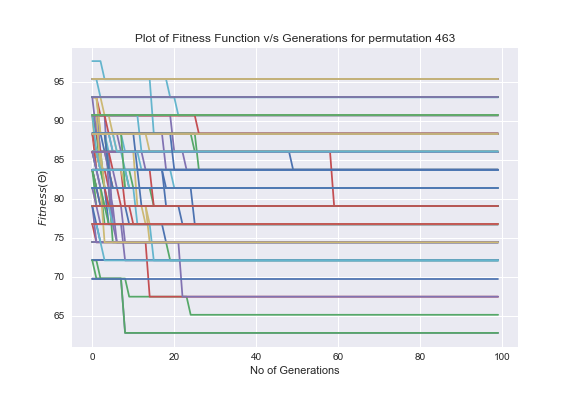 Plot of Fitness Function v/s Generations for permutation 463
95
90
85
80
75
70
65
Fitness(Θ)
0 20 40 60 80 100
No of Generations